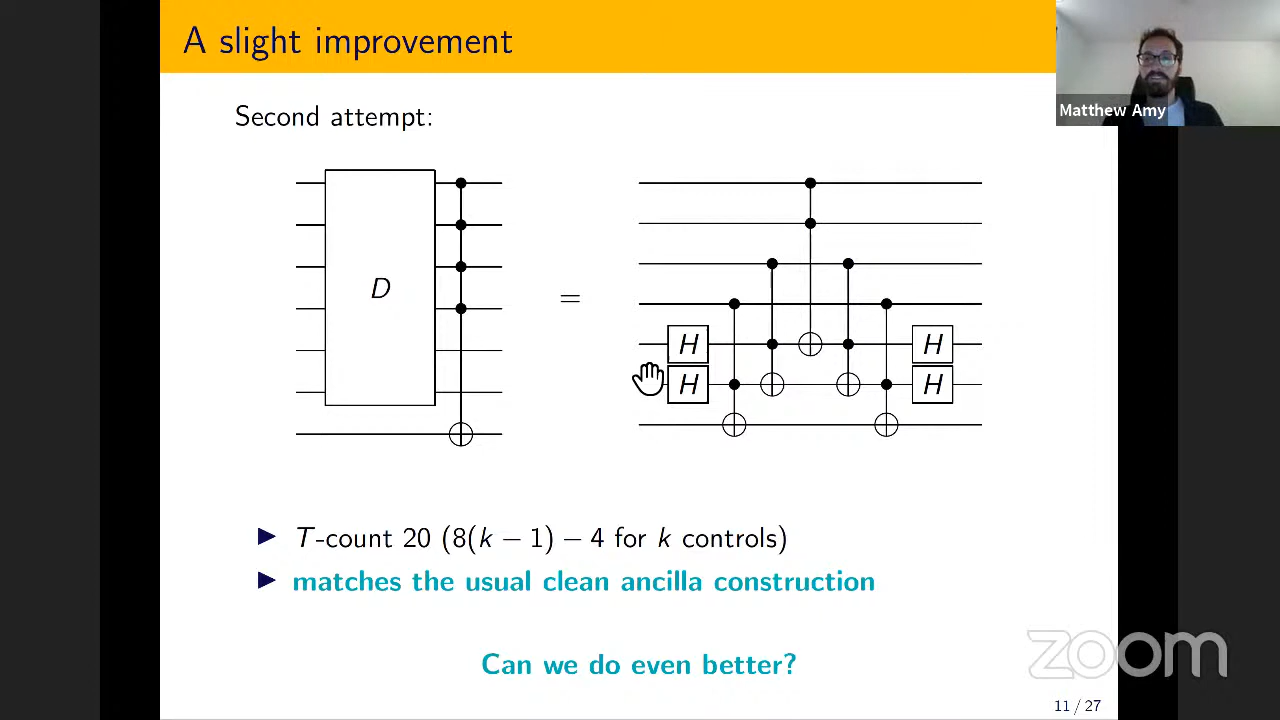 A slight improvement
Matthew Amy
Second attempt:
D
=
H
H
H
H
▶ T-count 20 (8(k − 1) − 4 for k controls)
▶ matches the usual clean ancilla construction
Can we do even better?
zoom
11 / 27